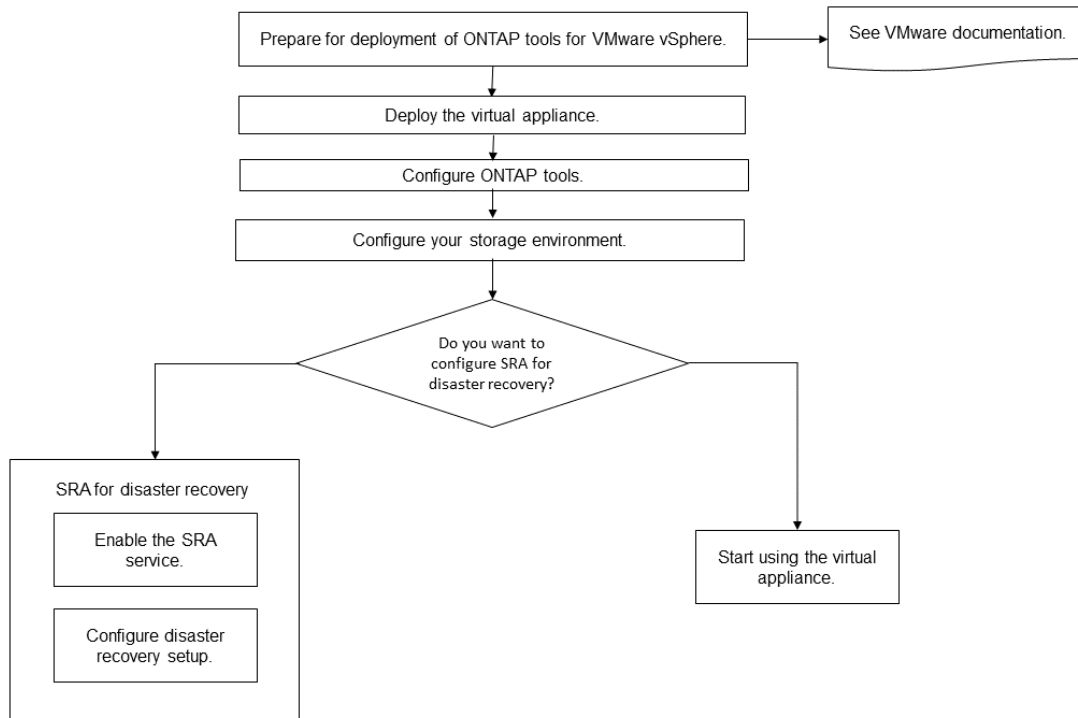 Prepare for deployment of ONTAP tools for VMware vSphere.
See VMware documentation.
Deploy the virtual appliance.
Configure ONTAP tools.
Configure your storage environment.
Do you want to
configure SRA for
disaster recovery?
SRA for disaster recovery
Enable the SRA
service.
Configure disaster
recovery setup.
Start using the virtual
appliance.